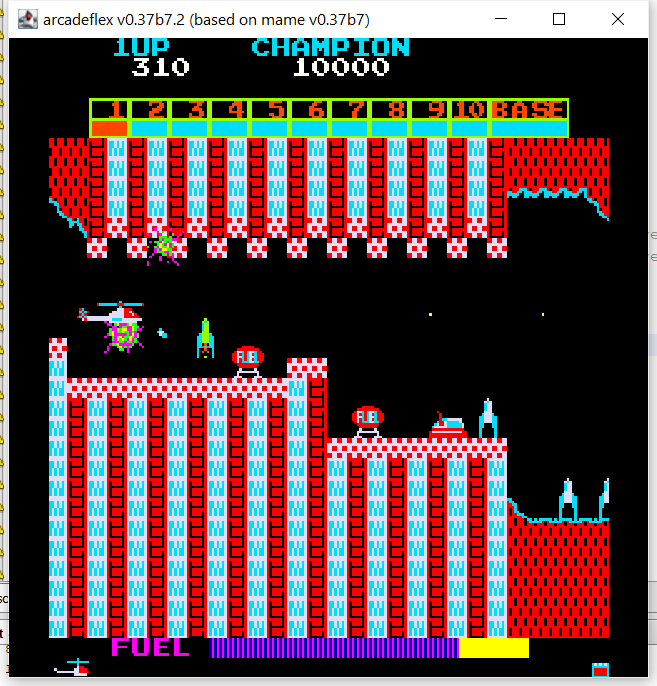 arcadeflex v0.37b7.2 (based on mame v0.37b7)
1UP CHAMPION
310 10000
1 2 3 4 5 6 7 8 9 10 BASE
FUEL
FUEL
FUEL